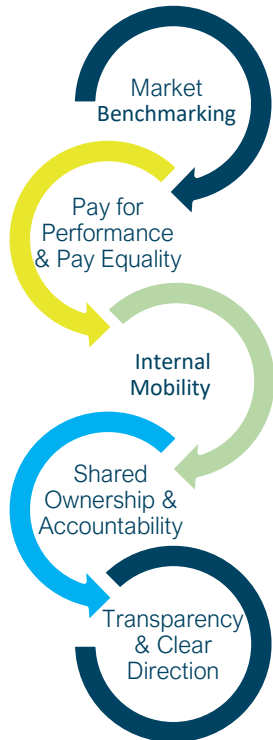 Market
Benchmarking
Pay for
Performance
& Pay Equality
Internal
Mobility
Shared
Ownership &
Accountability
Transparency
& Clear
Direction